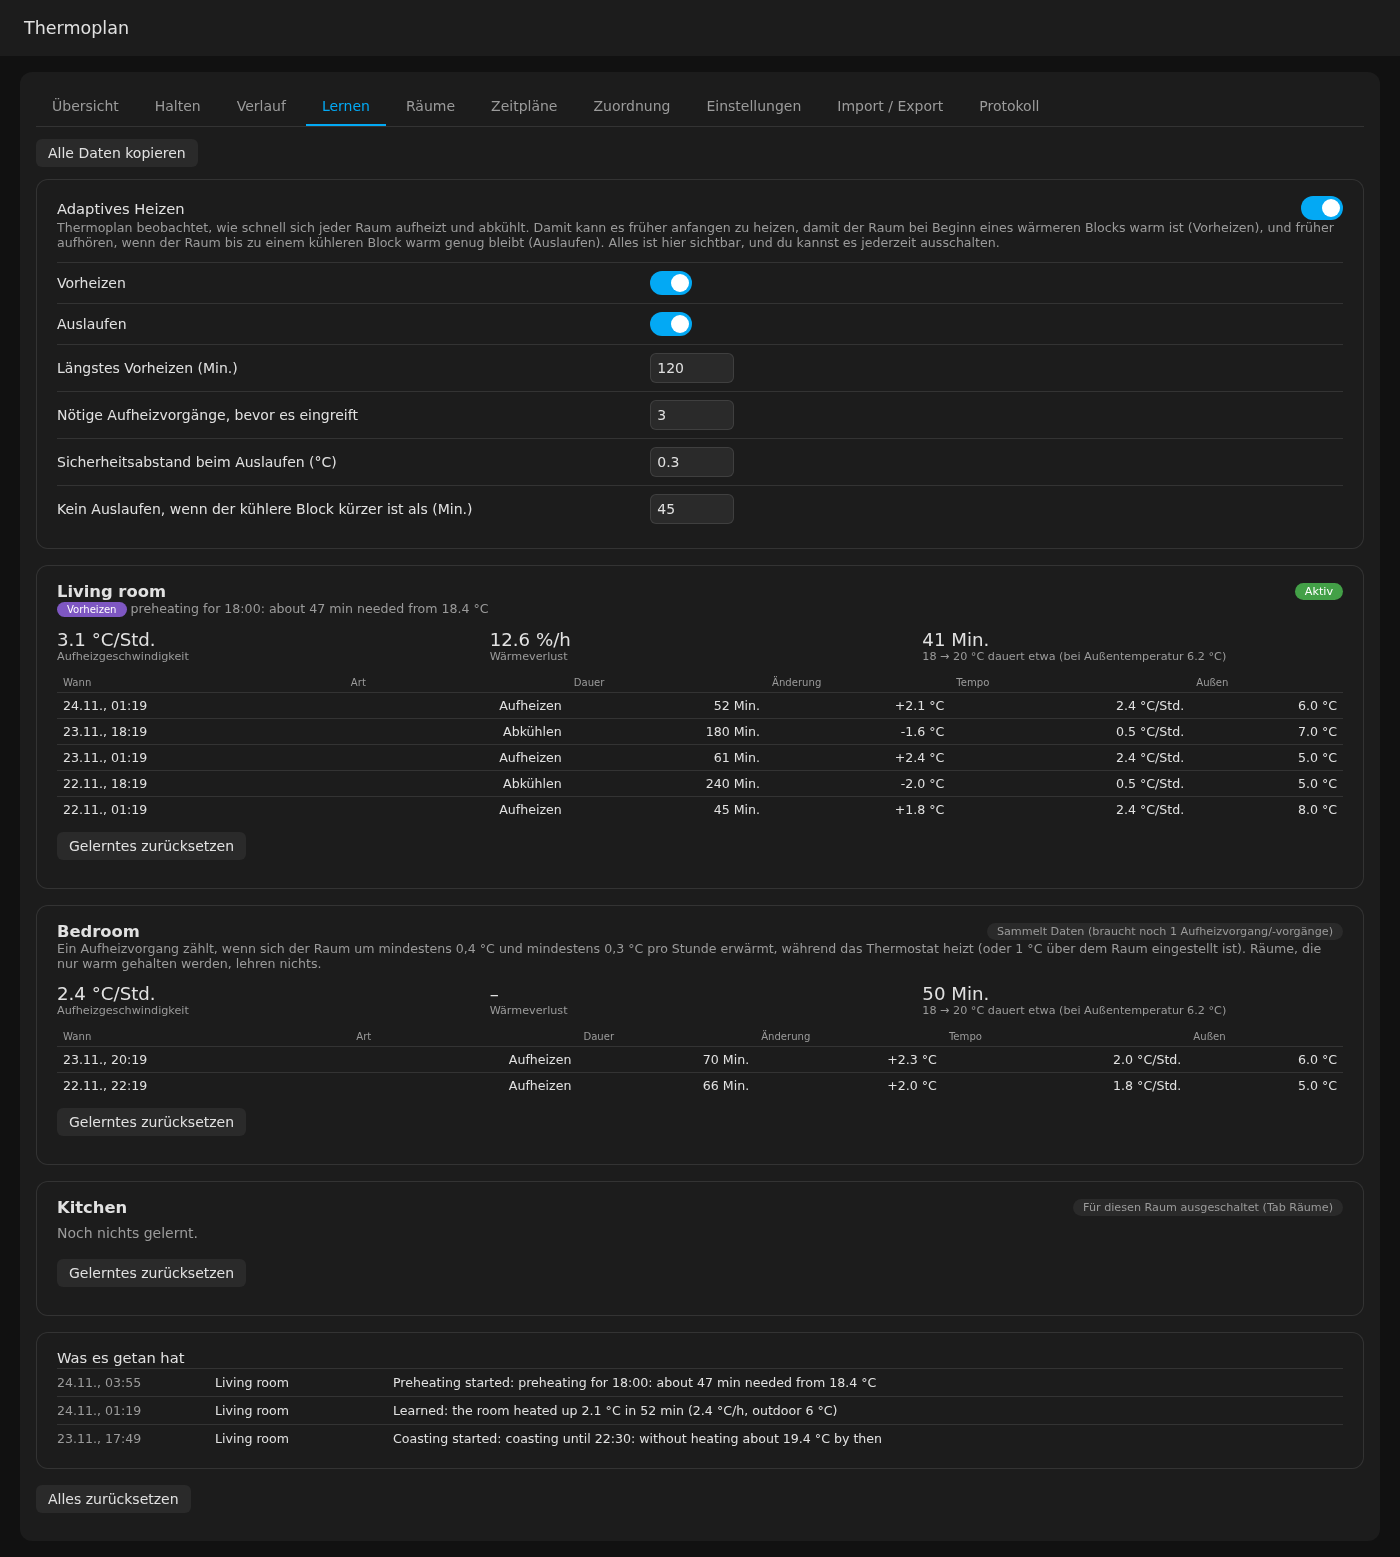 Thermoplan
Übersicht Halten Verlauf Lernen Räume Zeitpläne Zuordnung Einstellungen Import / Export Protokoll
Alle Daten kopieren
Adaptives Heizen
Thermoplan beobachtet, wie schnell sich jeder Raum aufheizt und abkühlt. Damit kann es früher anfangen zu heizen, damit der Raum bei Beginn eines wärmeren Blocks warm ist (Vorheizen), und früher
aufhören, wenn der Raum bis zu einem kühleren Block warm genug bleibt (Auslaufen). Alles ist hier sichtbar, und du kannst es jederzeit ausschalten.
Vorheizen
Auslaufen
Längstes Vorheizen (Min.) 120
Nötige Aufheizvorgänge, bevor es eingreift 3
Sicherheitsabstand beim Auslaufen (°C) 0.3
Kein Auslaufen, wenn der kühlere Block kürzer ist als (Min.) 45
Living room Aktiv
Vorheizen preheating for 18:00: about 47 min needed from 18.4 °C
3.1 °C/Std. 12.6 %/h 41 Min.
Aufheizgeschwindigkeit Wärmeverlust 18 → 20 °C dauert etwa (bei Außentemperatur 6.2 °C)
Wann Art Dauer Änderung Tempo Außen
24.11., 01:19 Aufheizen 52 Min. +2.1 °C 2.4 °C/Std. 6.0 °C
23.11., 18:19 Abkühlen 180 Min. -1.6 °C 0.5 °C/Std. 7.0 °C
23.11., 01:19 Aufheizen 61 Min. +2.4 °C 2.4 °C/Std. 5.0 °C
22.11., 18:19 Abkühlen 240 Min. -2.0 °C 0.5 °C/Std. 5.0 °C
22.11., 01:19 Aufheizen 45 Min. +1.8 °C 2.4 °C/Std. 8.0 °C
Gelerntes zurücksetzen
Bedroom Sammelt Daten (braucht noch 1 Aufheizvorgang/-vorgänge)
Ein Aufheizvorgang zählt, wenn sich der Raum um mindestens 0,4 °C und mindestens 0,3 °C pro Stunde erwärmt, während das Thermostat heizt (oder 1 °C über dem Raum eingestellt ist). Räume, die
nur warm gehalten werden, lehren nichts.
2.4 °C/Std. – 50 Min.
Aufheizgeschwindigkeit Wärmeverlust 18 → 20 °C dauert etwa (bei Außentemperatur 6.2 °C)
Wann Art Dauer Änderung Tempo Außen
23.11., 20:19 Aufheizen 70 Min. +2.3 °C 2.0 °C/Std. 6.0 °C
22.11., 22:19 Aufheizen 66 Min. +2.0 °C 1.8 °C/Std. 5.0 °C
Gelerntes zurücksetzen
Kitchen Für diesen Raum ausgeschaltet (Tab Räume)
Noch nichts gelernt.
Gelerntes zurücksetzen
Was es getan hat
24.11., 03:55 Living room Preheating started: preheating for 18:00: about 47 min needed from 18.4 °C
24.11., 01:19 Living room Learned: the room heated up 2.1 °C in 52 min (2.4 °C/h, outdoor 6 °C)
23.11., 17:49 Living room Coasting started: coasting until 22:30: without heating about 19.4 °C by then
Alles zurücksetzen